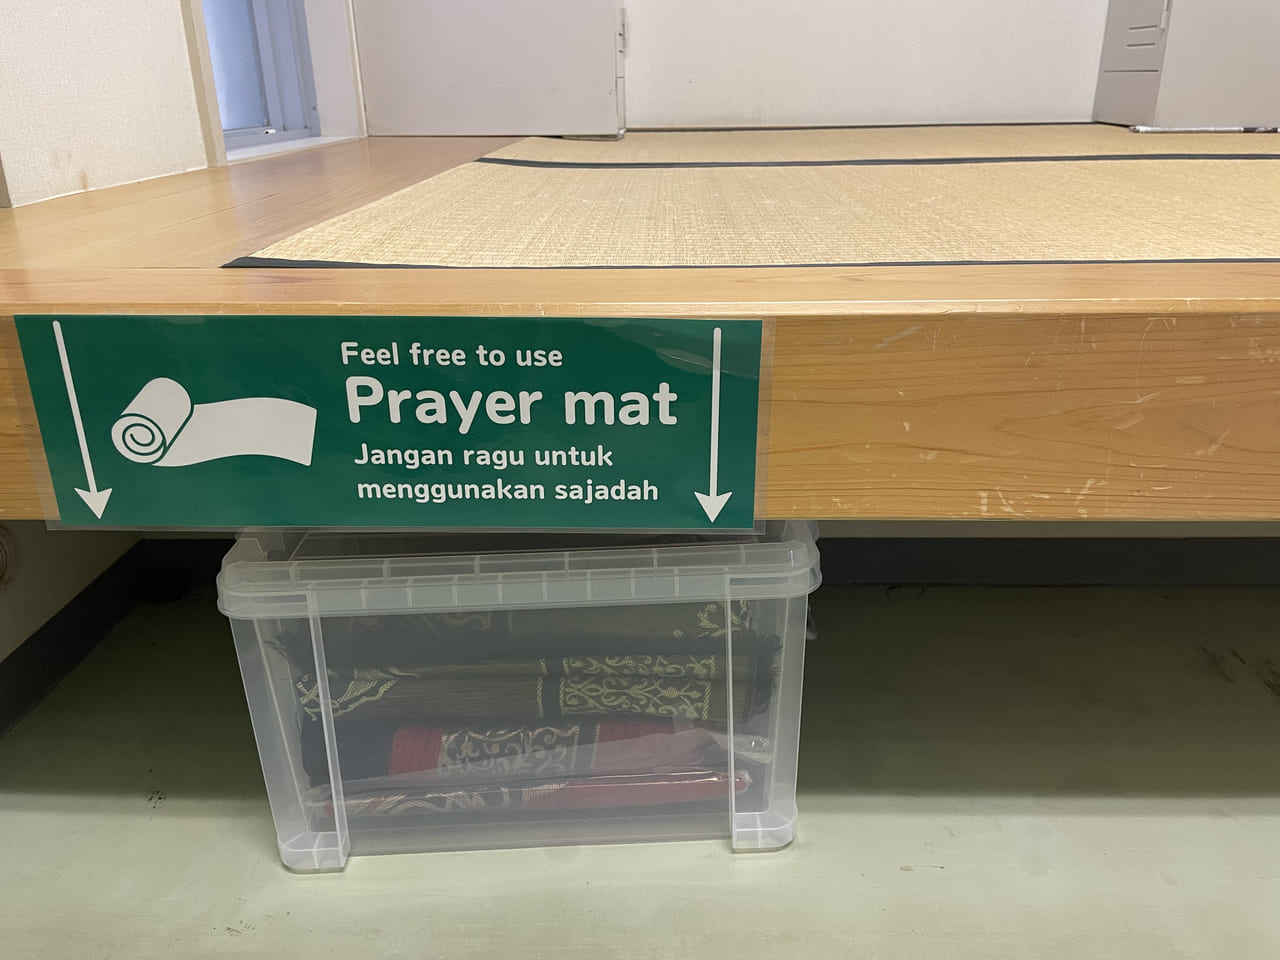 Feel free to use
Prayer mat
Jangan ragu untuk
menggunakan sajadah